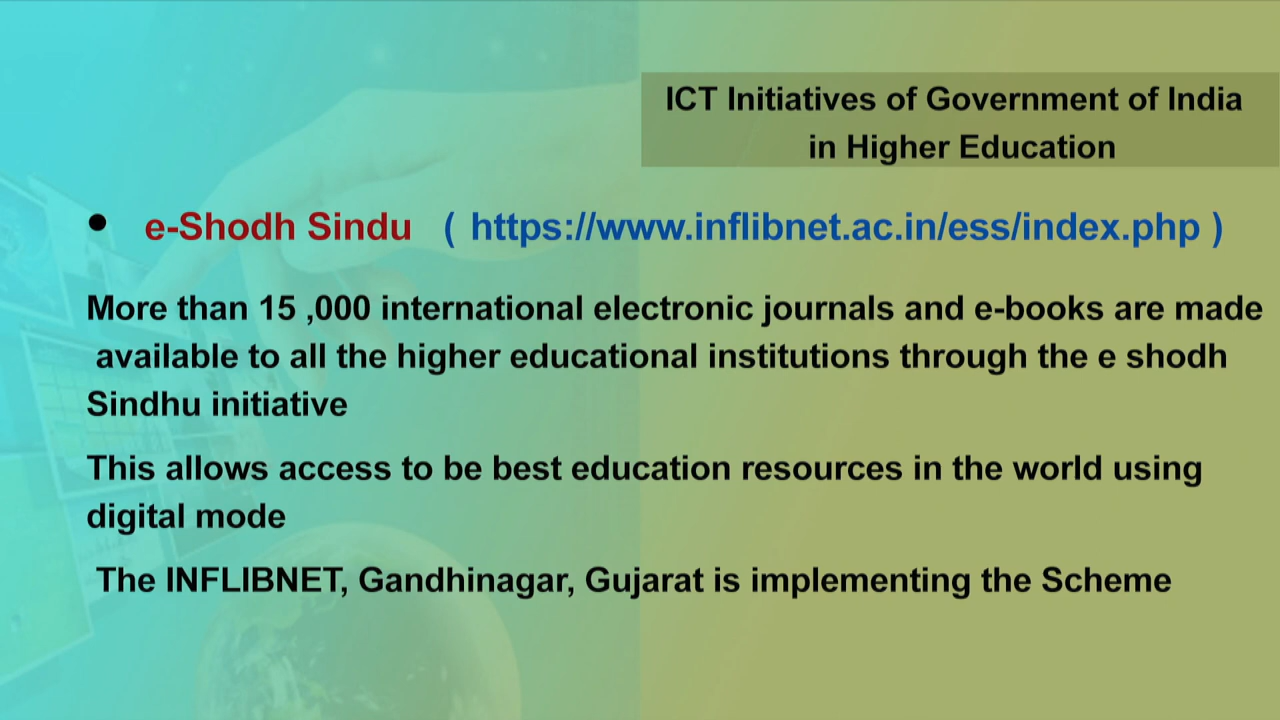 ICT Initiatives of Government of India
in Higher Education
• e-Shodh Sindu ( https://www.inflibnet.ac.in/ess/index.php )
More than 15 ,000 international electronic journals and e-books are made
available to all the higher educational institutions through the e shodh
Sindhu initiative
This allows access to be best education resources in the world using
digital mode
The INFLIBNET, Gandhinagar, Gujarat is implementing the Scheme